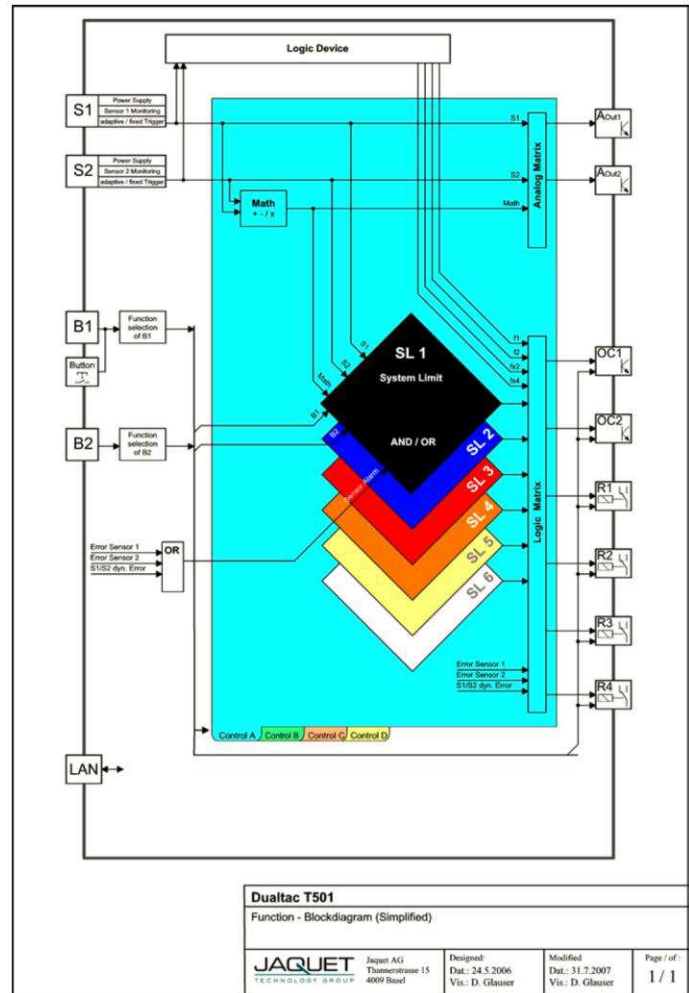 Logic Device
S1
Power Supply
Sensor 1 Monitoring
adaptive / fixed Trigger
S1
AOut1
S2
Power Supply
Sensor 2 Monitoring
adaptive / fixed Trigger
S2
AOut2
Analog Matrix
Math
+ - / x
Math
B1
Function
selection
of B1
Button
B2
Function
selection
of B2
S1
S2
Math
B1
B2
Sensor Alarm
SL 1
System Limit
AND / OR
SL 2
SL 3
SL 4
SL 5
SL 6
f1
f2
fx2
fx4
Logic Matrix
OC1
OC2
R1
R2
R3
R4
Error Sensor 1
Error Sensor 2
S1/S2 dyn. Error
OR
Error Sensor 1
Error Sensor 2
S1/S2 dyn. Error
Control A
Control B
Control C
Control D
LAN
Dualtac T501
Function - Blockdiagram (Simplified)
JAQUET
TECHNOLOGY GROUP
Jaquet AG
Thannerstrasse 15
4009 Basel
Designed:
Dat.: 24.5.2006
Vis.: D. Glauser
Modified
Dat.: 31.7.2007
Vis.: D. Glauser
Page / of :
1 / 1